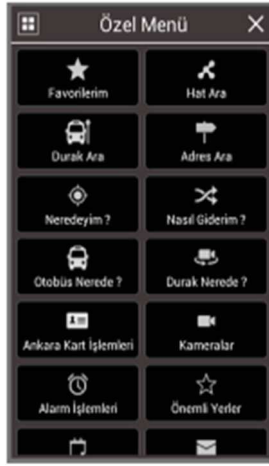 Özel Menü
Favorilerim
Hat Ara
Durak Ara
Adres Ara
Neredeyim ?
Nasıl Giderim ?
Otobüs Nerede ?
Durak Nerede ?
Ankara Kart İşlemleri
Kameralar
Alarm İşlemleri
Önemli Yerler